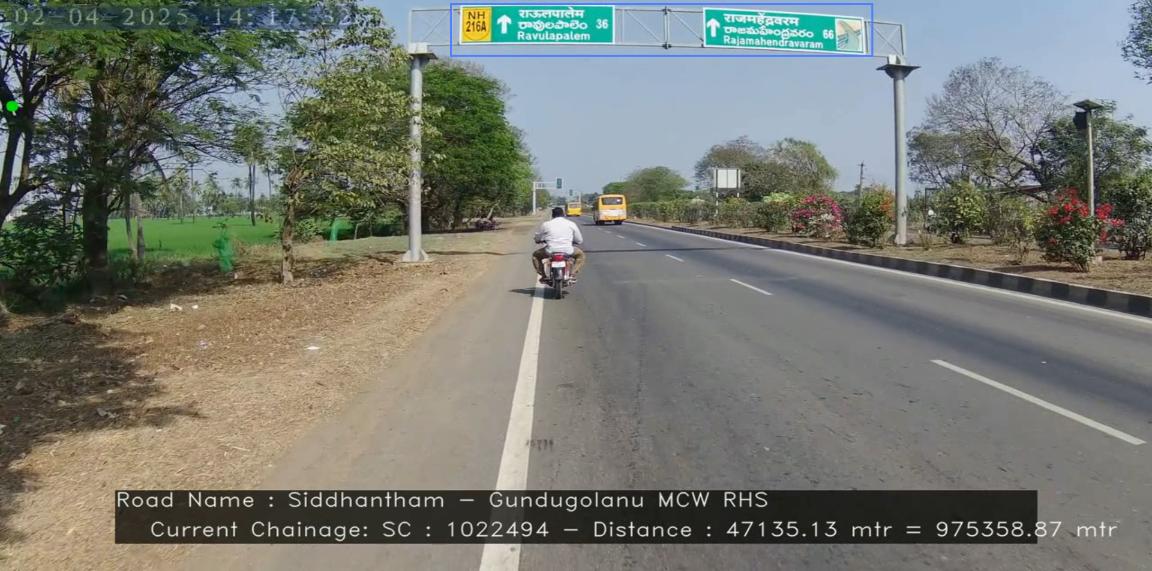 02-04-2025 14:17:32
NH
216A
राऊलपालेम
రావులపాలెం 36
Ravulapalem
राजमहेंद्रवरम
రాజమహేంద్రవరం 66
Rajamahendravaram
Road Name : Siddhantham - Gundugolanu MCW RHS
Current Chainage: SC : 1022494 - Distance : 47135.13 mtr = 975358.87 mtr